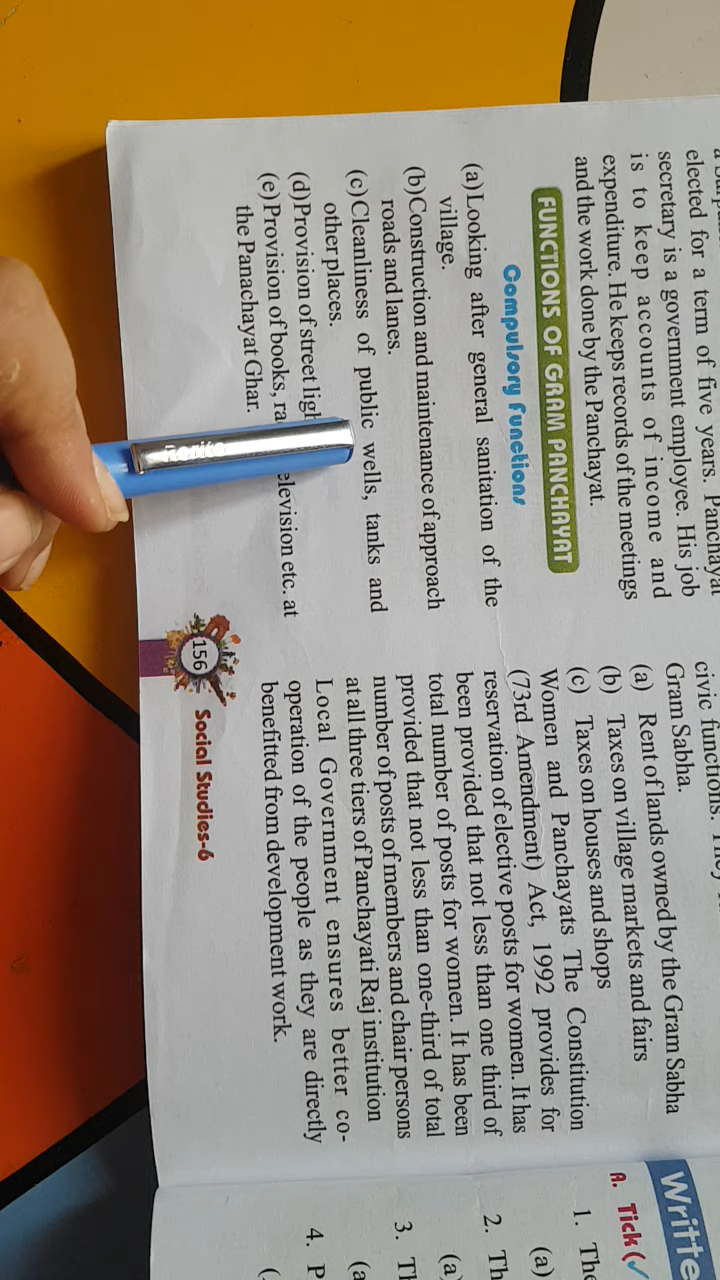 elected for a term of five years. Panchayat
secretary is a government employee. His job
is to keep accounts of income and
expenditure. He keeps records of the meetings
and the work done by the Panchayat.
FUNCTIONS OF GRAM PANCHAYAT
Compulsory Functions
(a) Looking after general sanitation of the
village.
(b) Construction and maintenance of approach
roads and lanes.
(c) Cleanliness of public wells, tanks and
other places.
(d) Provision of street
(e) Provision of books, etc. at
the Panachayat Ghar.
civic functions.
Gram Sabha.
(a) Rent of lands owned by the Gram Sabha
(b) Taxes on village markets and fairs
(c) Taxes on houses and shops
Women and Panchayats The Constitution
(73rd Amendment) Act, 1992 provides for
reservation of elective posts for women. It has
been provided that not less than one third of
total number of posts for women. It has been
provided that not less than one-third of total
number of posts of members and chair persons
at all three tiers of Panchayati Raj institution
Local Government ensures better co-
operation of the people as they are directly
benefitted from development work.
156
Social Studies-6
Writte
A. Tick (✓
1. The
(a)
2. Th
(a)
3. Th
(a
4. P